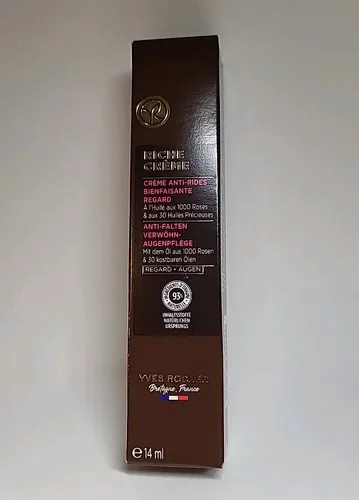 RICHE
CRÈME
CRÈME ANTI-RIDES
BIENFAISANTE
REGARD
À l'Huile aux 1000 Roses
& aux 30 Huiles Précieuses
ANTI-FALTEN
VERWÖHN-
AUGENPFLEGE
Mit dem Öl aus 1000 Rosen
& 30 kostbaren Ölen
REGARD • AUGEN
93%
INHALTSSTOFFE
NATÜRLICHEN
URSPRUNGS
YVES ROCHER
Bretagne, France
e 14 ml